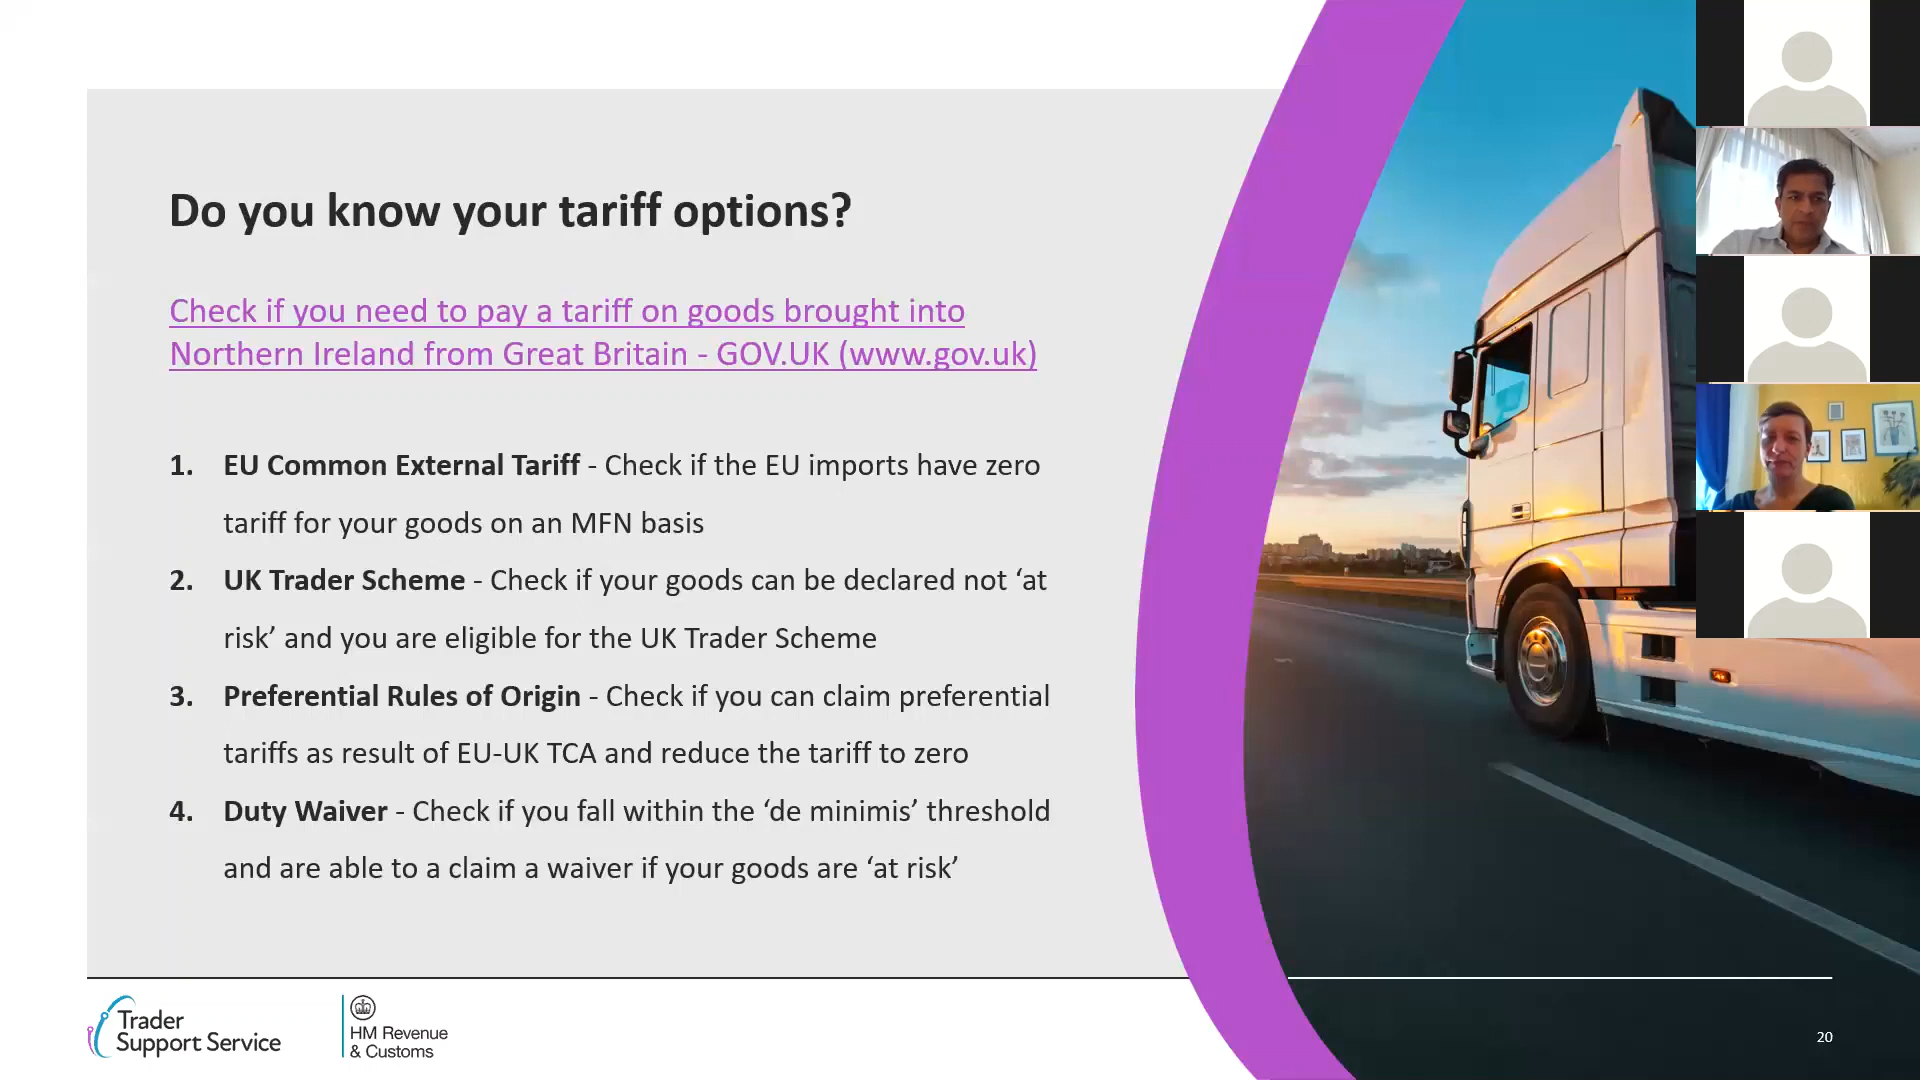 Do you know your tariff options?
Check if you need to pay a tariff on goods brought into
Northern Ireland from Great Britain - GOV.UK (www.gov.uk)
1. EU Common External Tariff - Check if the EU imports have zero
tariff for your goods on an MFN basis
2. UK Trader Scheme - Check if your goods can be declared not ‘at
risk’ and you are eligible for the UK Trader Scheme
3. Preferential Rules of Origin - Check if you can claim preferential
tariffs as result of EU-UK TCA and reduce the tariff to zero
4. Duty Waiver - Check if you fall within the ‘de minimis’ threshold
and are able to a claim a waiver if your goods are ‘at risk’
Trader
Support Service
HM Revenue
& Customs
20